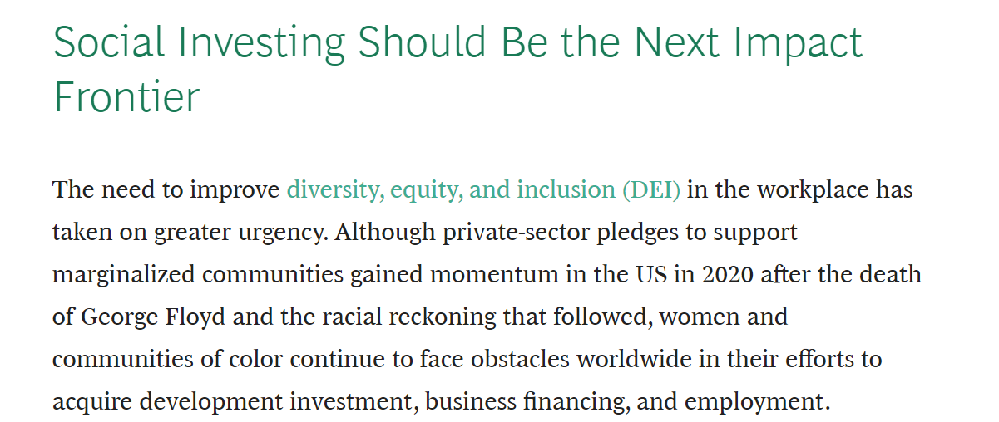 Social Investing Should Be the Next Impact
Frontier
The need to improve diversity, equity, and inclusion (DEI) in the workplace has
taken on greater urgency. Although private-sector pledges to support
marginalized communities gained momentum in the US in 2020 after the death
of George Floyd and the racial reckoning that followed, women and
communities of color continue to face obstacles worldwide in their efforts to
acquire development investment, business financing, and employment.